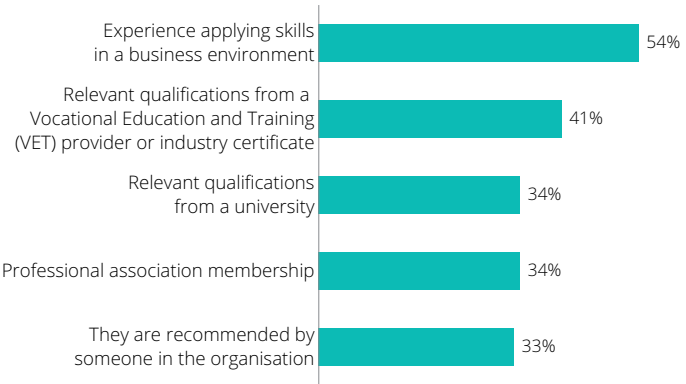 Experience applying skills
in a business environment
54%
Relevant qualifications from a
Vocational Education and Training
(VET) provider or industry certificate
41%
Relevant qualifications
from a university
34%
Professional association membership
34%
They are recommended by
someone in the organisation
33%